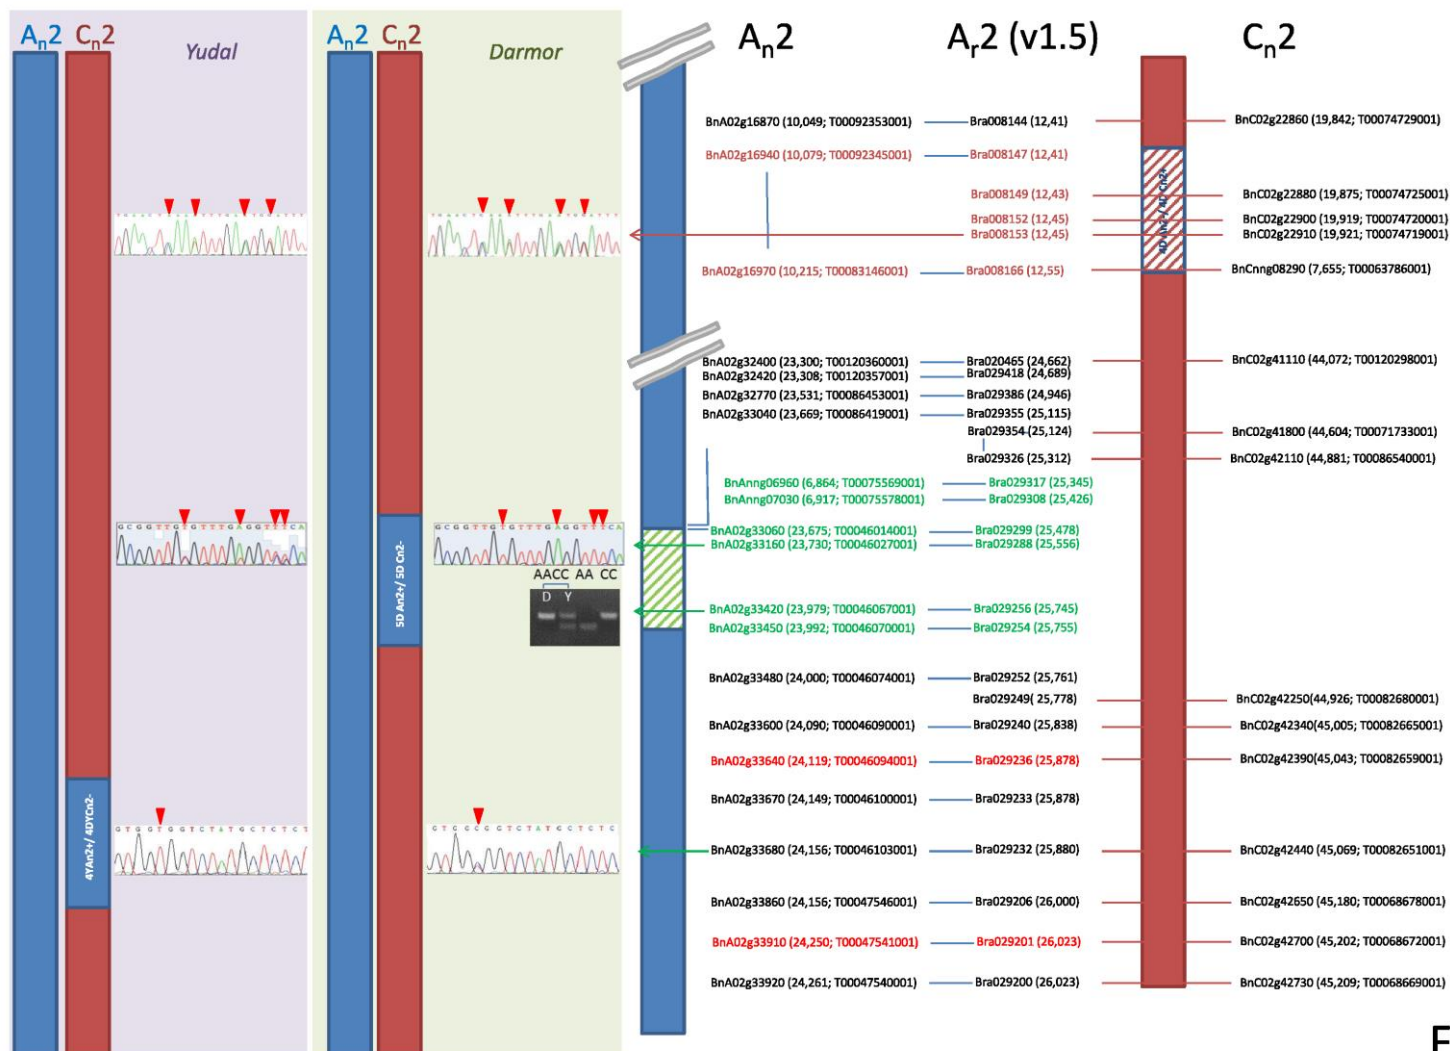 An2 Cn2
Yudal
An2 Cn2
Darmor
An2
Ar2 (v1.5)
Cn2
BnA02g16870 (10,049; T00092353001) Bra008144 (12,41) BnC02g22860 (19,842; T00074729001)
BnA02g16940 (10,079; T00092345001) Bra008147 (12,41)
Bra008149 (12,43) BnC02g22880 (19,875; T00074725001)
Bra008152 (12,45) BnC02g22900 (19,919; T00074720001)
Bra008153 (12,45) BnC02g22910 (19,921; T00074719001)
BnA02g16970 (10,215; T00083146001) Bra008166 (12,55) BnCnng08290 (7,655; T00063786001)
4D An2+/ 4D Cn2+
BnA02g32400 (23,300; T00120360001) Bra020465 (24,662) BnC02g41110 (44,072; T00120298001)
BnA02g32420 (23,308; T00120357001) Bra029418 (24,689)
BnA02g32770 (23,531; T00086453001) Bra029386 (24,946)
BnA02g33040 (23,669; T00086419001) Bra029355 (25,115)
Bra029354 (25,124) BnC02g41800 (44,604; T00071733001)
Bra029326 (25,312) BnC02g42110 (44,881; T00086540001)
BnAnng06960 (6,864; T00075569001) Bra029317 (25,345)
BnAnng07030 (6,917; T00075578001) Bra029308 (25,426)
GCGGTTGTGTTTGAGGTTTCA
GCGGTTGTGTTTGAGGTTTCA
BnA02g33060 (23,675; T00046014001) Bra029299 (25,478)
BnA02g33160 (23,730; T00046027001) Bra029288 (25,556)
AACC AA CC
D Y
5D An2+/ 5D Cn2-
BnA02g33420 (23,979; T00046067001) Bra029256 (25,745)
BnA02g33450 (23,992; T00046070001) Bra029254 (25,755)
BnA02g33480 (24,000; T00046074001) Bra029252 (25,761)
Bra029249( 25,778) BnC02g42250(44,926; T00082680001)
BnA02g33600 (24,090; T00046090001) Bra029240 (25,838) BnC02g42340(45,005; T00082665001)
BnA02g33640 (24,119; T00046094001) Bra029236 (25,878) BnC02g42390(45,043; T00082659001)
BnA02g33670 (24,149; T00046100001) Bra029233 (25,878)
4YAn2+/ 4DYCn2-
GTGGTGGTCTATGCTCTCT
BnA02g33680 (24,156; T00046103001) Bra029232 (25,880) BnC02g42440 (45,069; T00082651001)
BnA02g33860 (24,156; T00047546001) Bra029206 (26,000) BnC02g42650 (45,180; T00068678001)
BnA02g33910 (24,250; T00047541001) Bra029201 (26,023) BnC02g42700 (45,202; T00068672001)
BnA02g33920 (24,261; T00047540001) Bra029200 (26,023) BnC02g42730 (45,209; T00068669001)